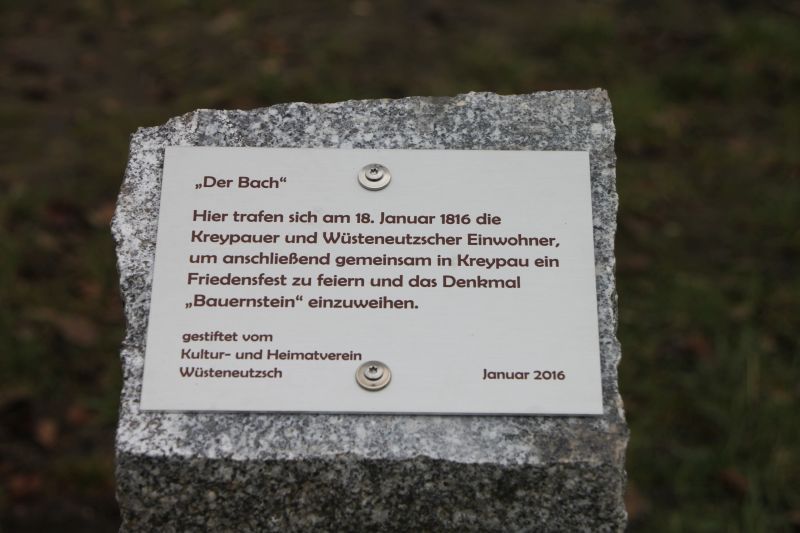 „Der Bach“
Hier trafen sich am 18. Januar 1816 die
Kreypauer und Wüsteneutzscher Einwohner,
um anschließend gemeinsam in Kreypau ein
Friedensfest zu feiern und das Denkmal
„Bauernstein“ einzuweihen.
gestiftet vom
Kultur- und Heimatverein
Wüsteneutzsch
Januar 2016